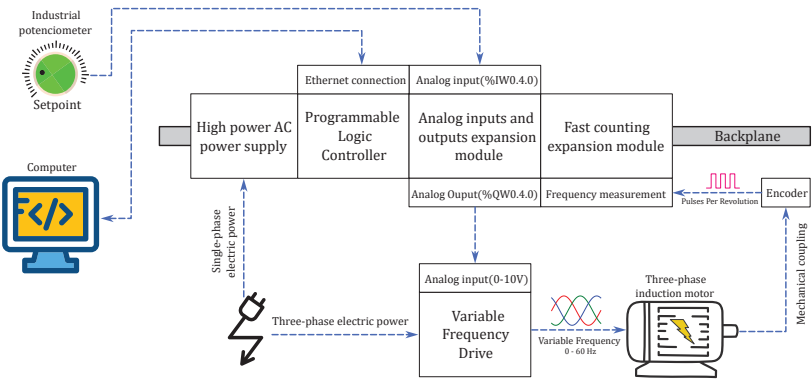 Industrial
potenciometer
Setpoint
Ethernet connection
Analog input(%IW0.4.0)
High power AC
power supply
Programmable
Logic
Controller
Analog inputs and
outputs expansion
module
Fast counting
expansion module
Backplane
Computer
</>
Analog Ouput(%QW0.4.0)
Frequency measurement
Pulses Per Revolution
Encoder
Single-phase
electric power
Mechanical coupling
Analog input(0-10V)
Three-phase
induction motor
Three-phase electric power
Variable
Frequency
Drive
Variable Frequency
0 - 60 Hz